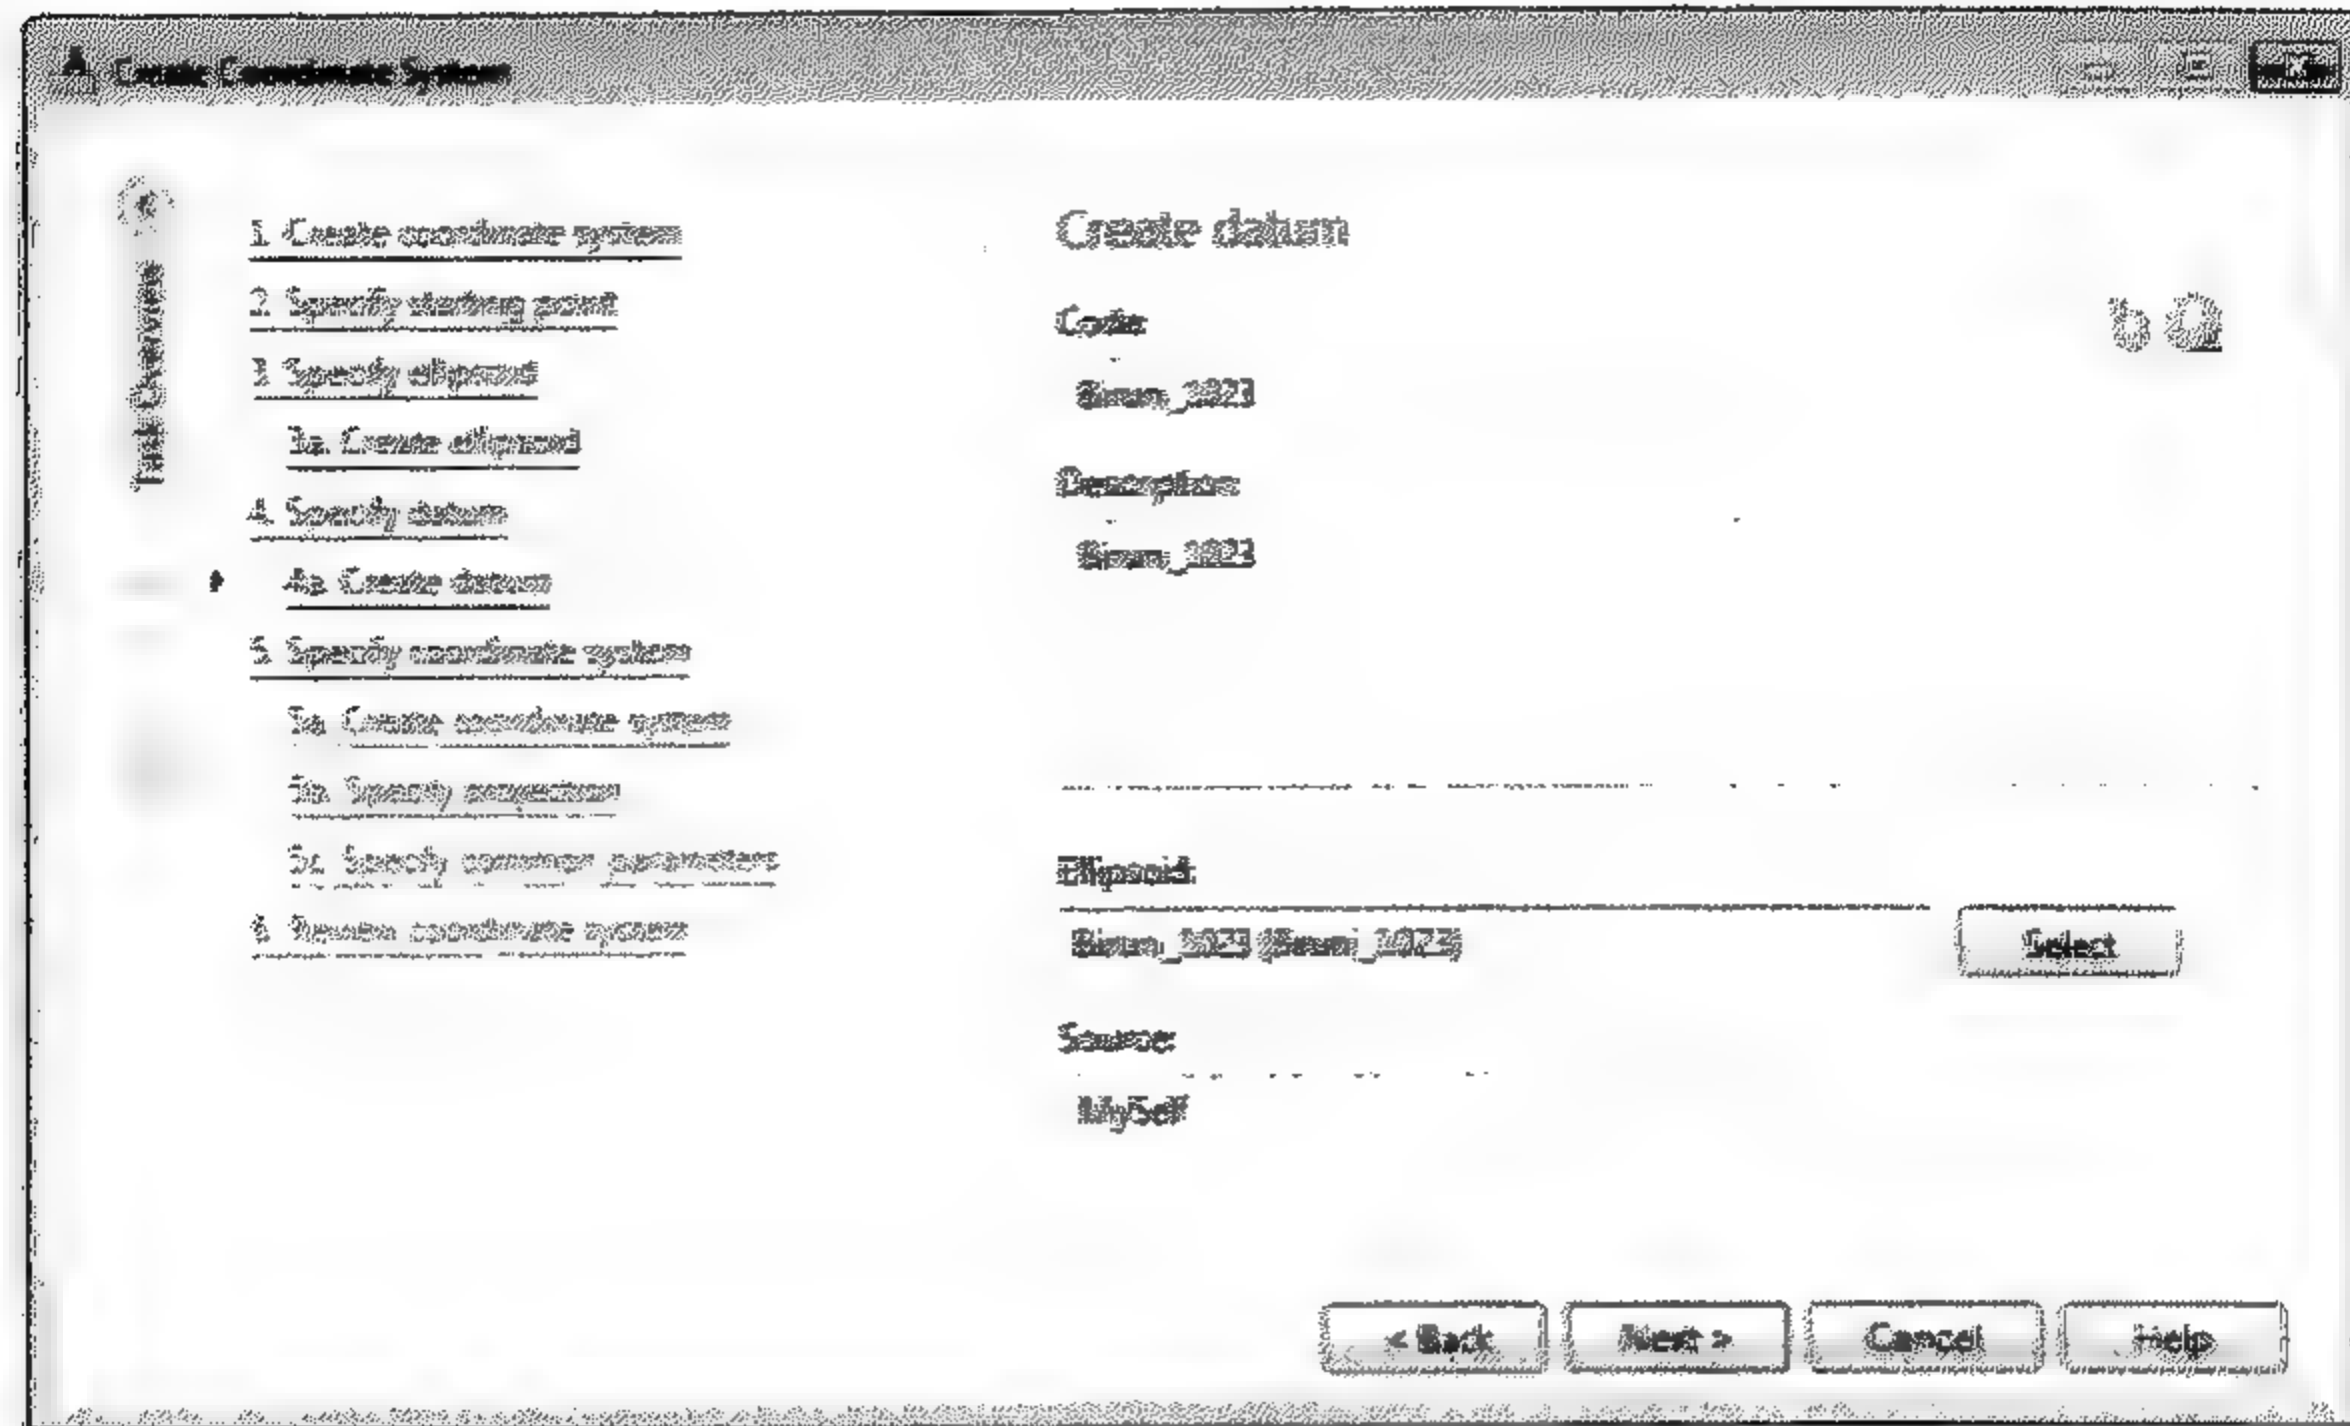 Create Coordinate System
1. Create coordinate system
2. Specify starting point
3. Specify ellipsoid
3a. Create ellipsoid
4. Specify datum
4a. Create datum
5. Specify coordinate system
5a. Create coordinate system
5b. Specify projection
5c. Specify common parameters
6. Review coordinate system
Create datum
Code:
Description:
Ellipsoid:
Select
Source:
MySelf
< Back
Next >
Cancel
Help